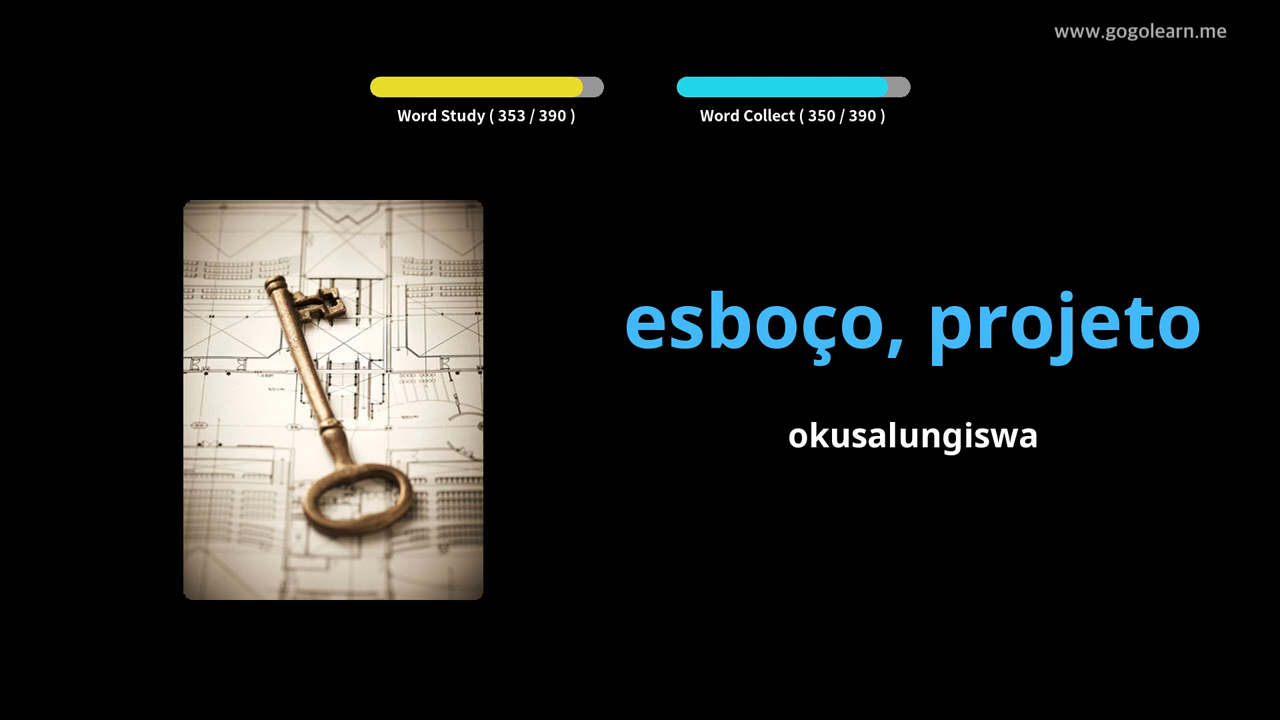 www.gogolearn.me
Word Study ( 353 / 390 )
Word Collect ( 350 / 390 )
esboço, projeto
okusalungiswa